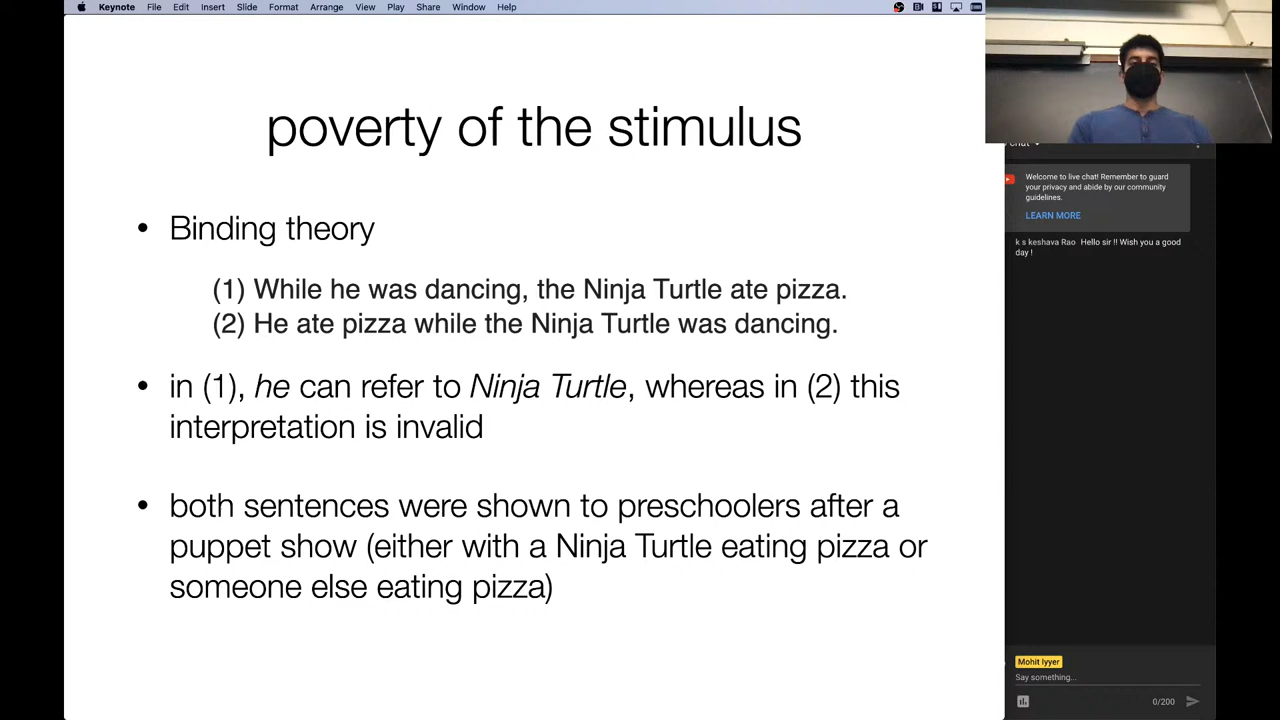 Keynote File Edit Insert Slide Format Arrange View Play Share Window Help
poverty of the stimulus
• Binding theory
(1) While he was dancing, the Ninja Turtle ate pizza.
(2) He ate pizza while the Ninja Turtle was dancing.
• in (1), he can refer to Ninja Turtle, whereas in (2) this
interpretation is invalid
• both sentences were shown to preschoolers after a
puppet show (either with a Ninja Turtle eating pizza or
someone else eating pizza)
chat
Welcome to live chat! Remember to guard
your privacy and abide by our community
guidelines.
LEARN MORE
k s keshava Rao Hello sir !! Wish you a good
day !
Mohit Iyyer
Say something...
0/200